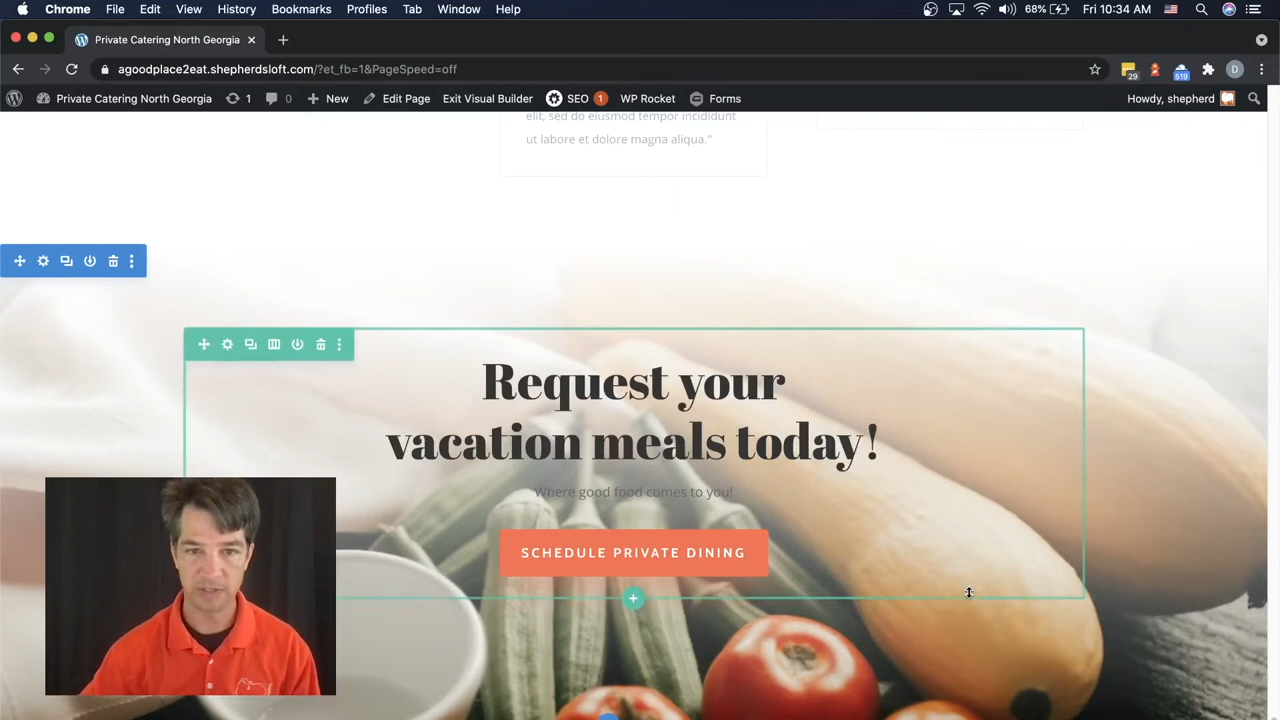 Chrome File Edit View History Bookmarks Profiles Tab Window Help 68% Fri 10:34 AM
Private Catering North Georgia
agoodplace2eat.shepherdsloft.com/?et_fb=1&PageSpeed=off 29 519 D
Private Catering North Georgia 1 0 New Edit Page Exit Visual Builder SEO 1 WP Rocket Forms Howdy, shepherd
elit, sed do eiusmod tempor incididunt
ut labore et dolore magna aliqua."
Request your
vacation meals today!
Where good food comes to you!
SCHEDULE PRIVATE DINING